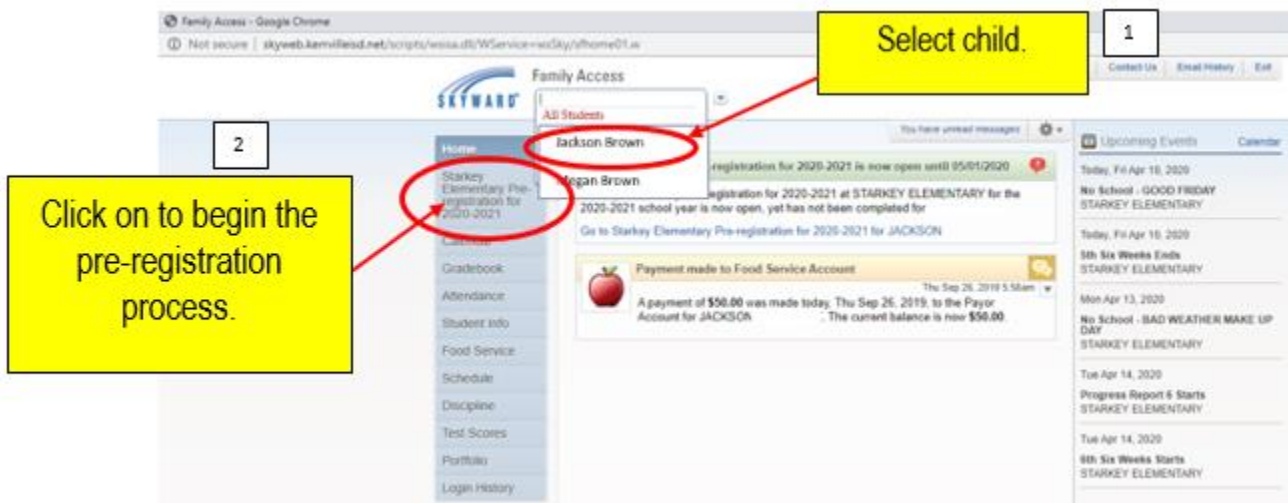 Family Access - Google Chrome
Not secure | skyweb.kerrvilleisd.net/scripts/wsisa.dll/WService=wsSky/sfhome01.w
Select child.
1
Contact Us Email History Exit
SKYWARD
Family Access
All Students
Jackson Brown
Megan Brown
You have unread messages
2
Click on to begin the
pre-registration
process.
Home
Starkey
Elementary Pre-
registration for
2020-2021
Calendar
Gradebook
Attendance
Student Info
Food Service
Schedule
Discipline
Test Scores
Portfolio
Login History
-registration for 2020-2021 is now open until 05/01/2020
egistration for 2020-2021 at STARKEY ELEMENTARY for the
2020-2021 school year is now open, yet has not been completed for
Go to Starkey Elementary Pre-registration for 2020-2021 for JACKSON
Payment made to Food Service Account
Thu Sep 26, 2019 5:58am
A payment of $50.00 was made today, Thu Sep 26, 2019, to the Payor
Account for JACKSON . The current balance is now $50.00.
Upcoming Events Calendar
Today, Fri Apr 10, 2020
No School - GOOD FRIDAY
STARKEY ELEMENTARY
Today, Fri Apr 10, 2020
5th Six Weeks Ends
STARKEY ELEMENTARY
Mon Apr 13, 2020
No School - BAD WEATHER MAKE UP
DAY
STARKEY ELEMENTARY
Tue Apr 14, 2020
Progress Report 6 Starts
STARKEY ELEMENTARY
Tue Apr 14, 2020
6th Six Weeks Starts
STARKEY ELEMENTARY